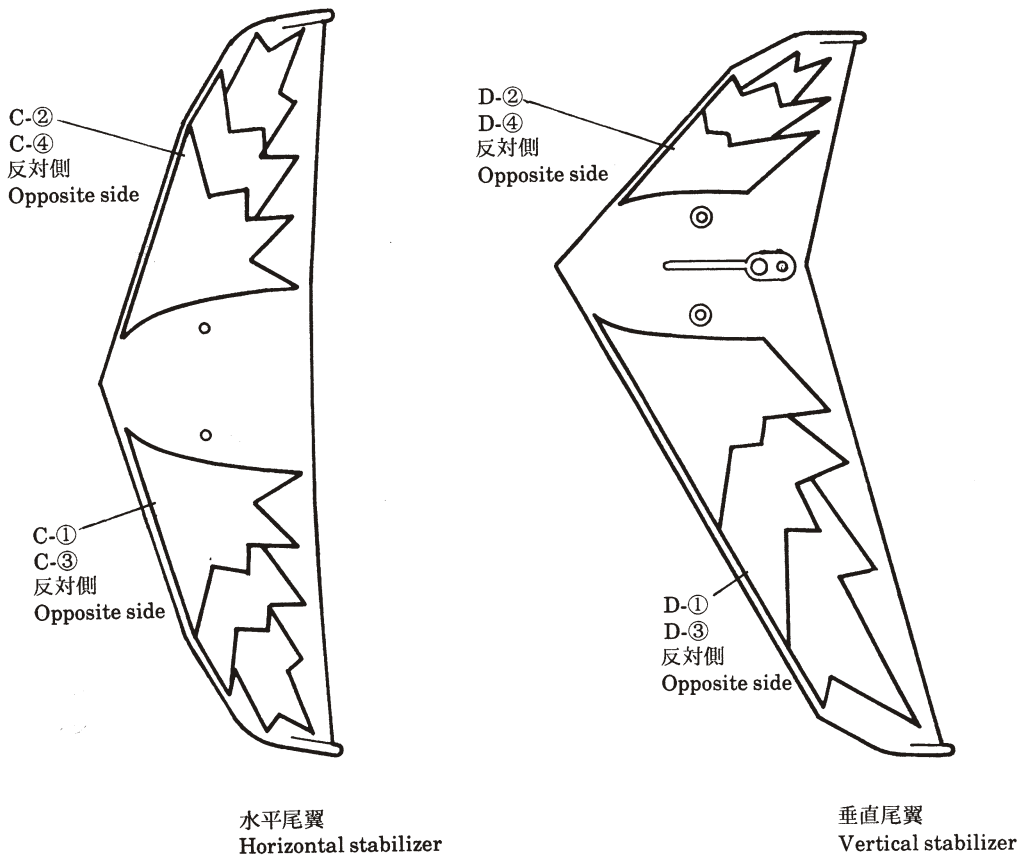 C-②
C-④
反対側
Opposite side
C-①
C-③
反対側
Opposite side
水平尾翼
Horizontal stabilizer
D-②
D-④
反対側
Opposite side
D-①
D-③
反対側
Opposite side
垂直尾翼
Vertical stabilizer